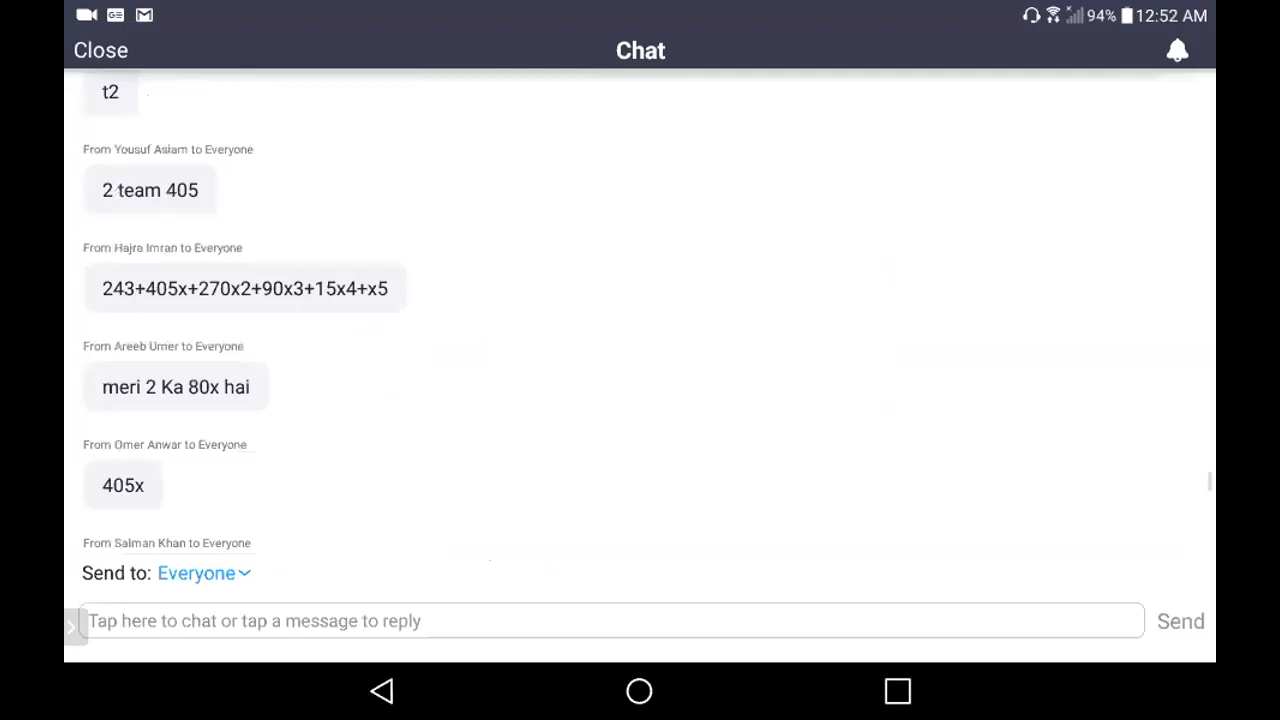 94% 12:52 AM
Close Chat
t2
From Yousuf Aslam to Everyone
2 team 405
From Hajra Imran to Everyone
243+405x+270x2+90x3+15x4+x5
From Areeb Umer to Everyone
meri 2 Ka 80x hai
From Omer Anwar to Everyone
405x
From Salman Khan to Everyone
Send to: Everyone
Tap here to chat or tap a message to reply Send